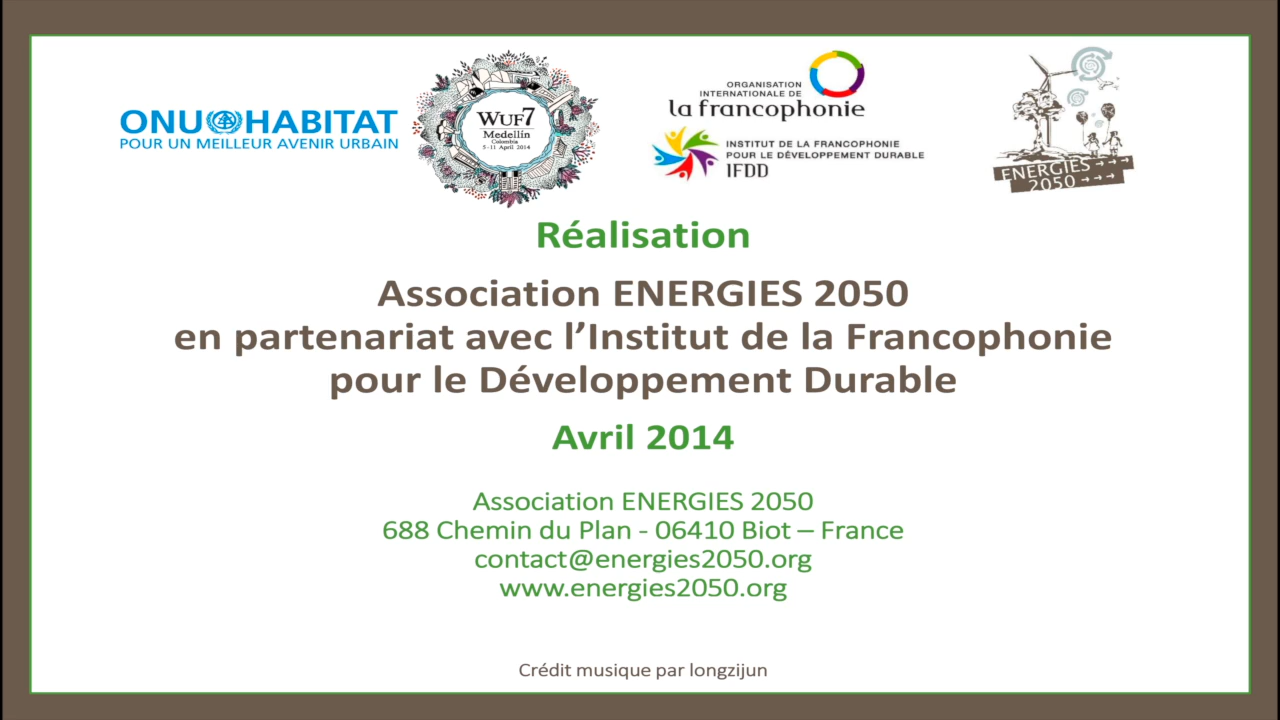 ONU HABITAT
POUR UN MEILLEUR AVENIR URBAIN
WUF7
Medellín
Colombia
5-11 April 2014
ORGANISATION
INTERNATIONALE DE
la francophonie
INSTITUT DE LA FRANCOPHONIE
POUR LE DÉVELOPPEMENT DURABLE
IFDD
ENERGIES
2050
Réalisation
Association ENERGIES 2050
en partenariat avec l’Institut de la Francophonie
pour le Développement Durable
Avril 2014
Association ENERGIES 2050
688 Chemin du Plan - 06410 Biot – France
contact@energies2050.org
www.energies2050.org
Crédit musique par longzijun